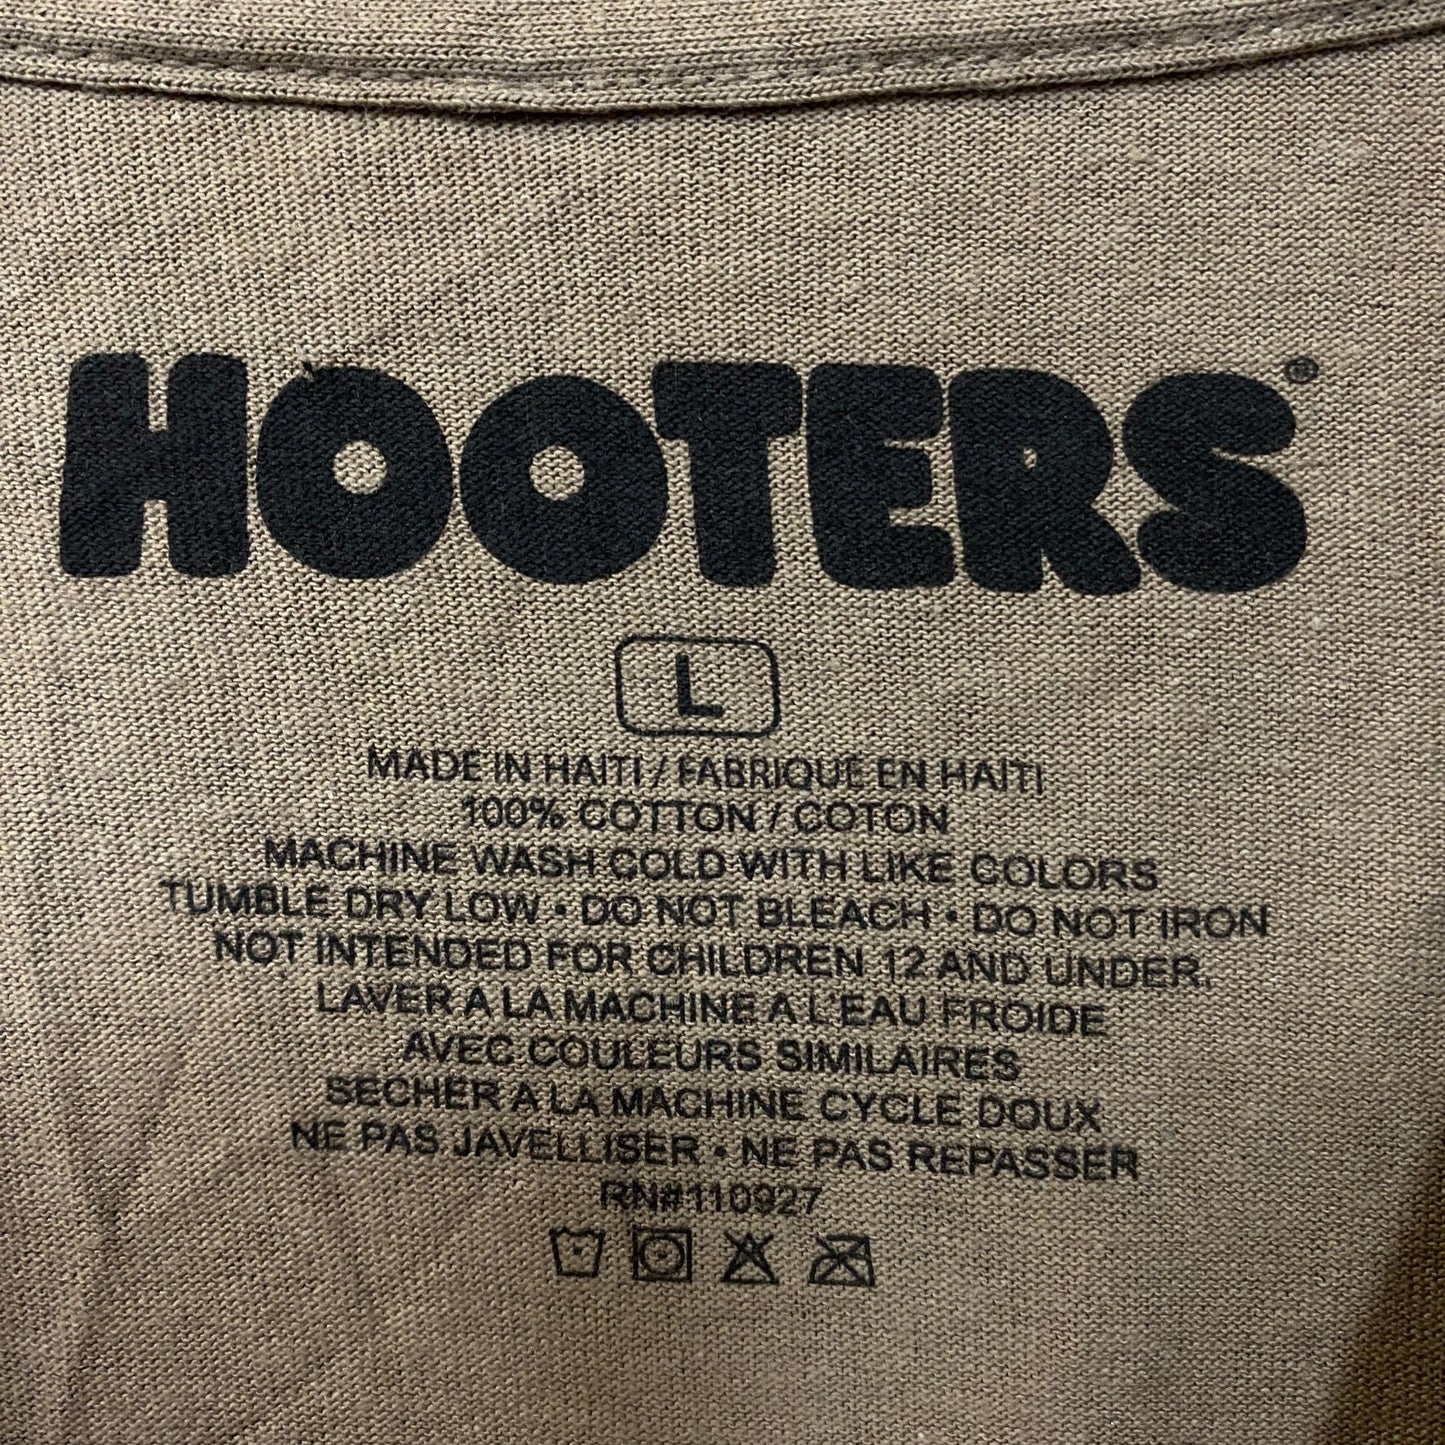 HOOTERS®
L
MADE IN HAITI / FABRIQUE EN HAITI
100% COTTON / COTON
MACHINE WASH COLD WITH LIKE COLORS
TUMBLE DRY LOW • DO NOT BLEACH • DO NOT IRON
NOT INTENDED FOR CHILDREN 12 AND UNDER.
LAVER A LA MACHINE A L'EAU FROIDE
AVEC COULEURS SIMILAIRES
SECHER A LA MACHINE CYCLE DOUX
NE PAS JAVELLISER • NE PAS REPASSER
RN#110927